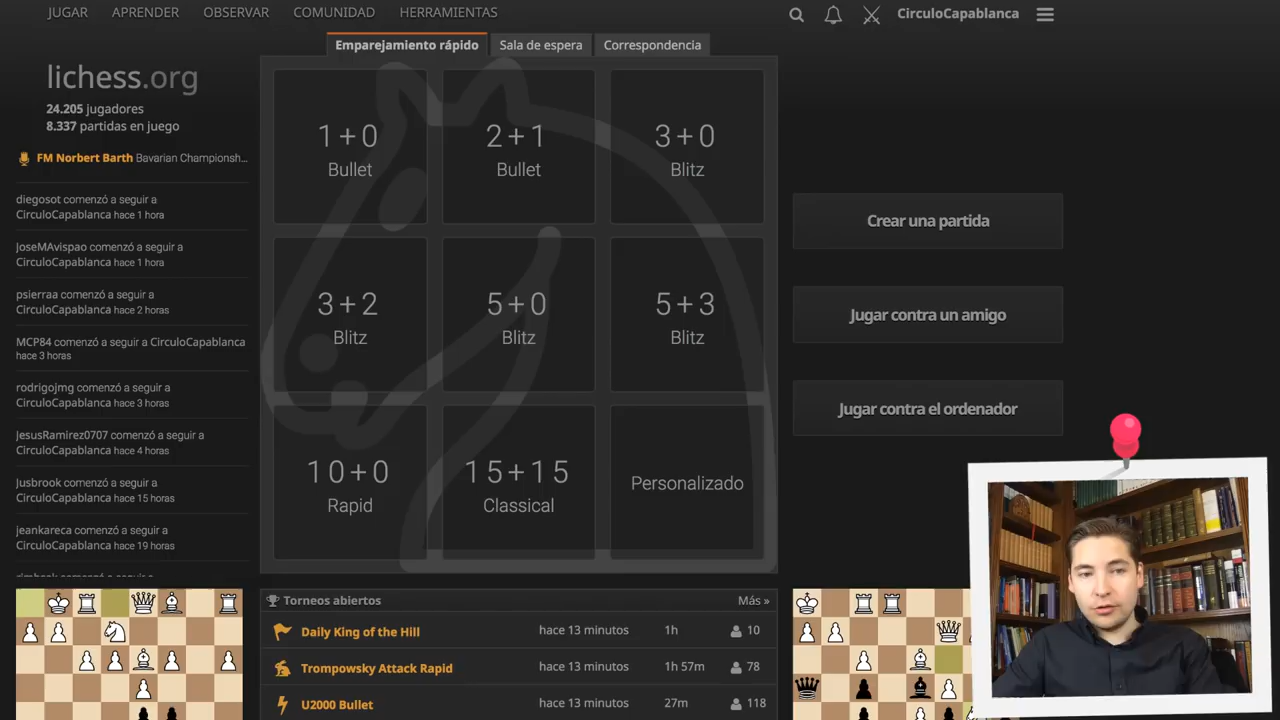 JUGAR APRENDER OBSERVAR COMUNIDAD HERRAMIENTAS
CirculoCapablanca
lichess.org
24.205 jugadores
8.337 partidas en juego
FM Norbert Barth Bavarian Championsh...
diegosot comenzó a seguir a
CirculoCapablanca hace 1 hora
JoseMAvispao comenzó a seguir a
CirculoCapablanca hace 1 hora
psierraa comenzó a seguir a
CirculoCapablanca hace 2 horas
MCP84 comenzó a seguir a CirculoCapablanca
hace 3 horas
rodrigojmg comenzó a seguir a
CirculoCapablanca hace 3 horas
JesusRamirez0707 comenzó a seguir a
CirculoCapablanca hace 4 horas
Jusbrook comenzó a seguir a
CirculoCapablanca hace 15 horas
jeankareca comenzó a seguir a
CirculoCapablanca hace 19 horas
Emparejamiento rápido Sala de espera Correspondencia
1+0 2+1 3+0
Bullet Bullet Blitz
3+2 5+0 5+3
Blitz Blitz Blitz
10+0 15+15 Personalizado
Rapid Classical
Crear una partida
Jugar contra un amigo
Jugar contra el ordenador
Torneos abiertos Más »
Daily King of the Hill hace 13 minutos 1h 10
Trompowsky Attack Rapid hace 13 minutos 1h 57m 78
U2000 Bullet hace 13 minutos 27m 118